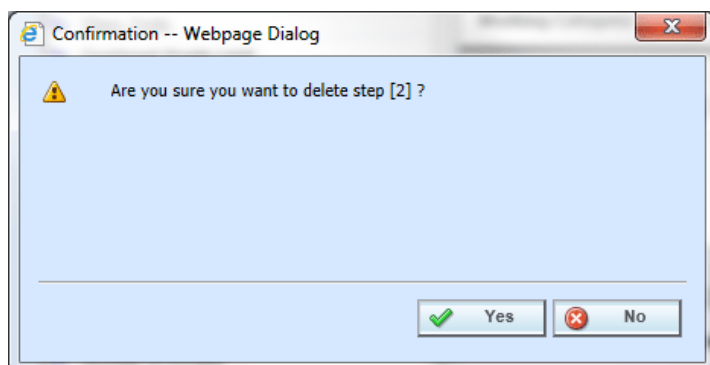 Confirmation -- Webpage Dialog
Are you sure you want to delete step [2] ?
Yes
No